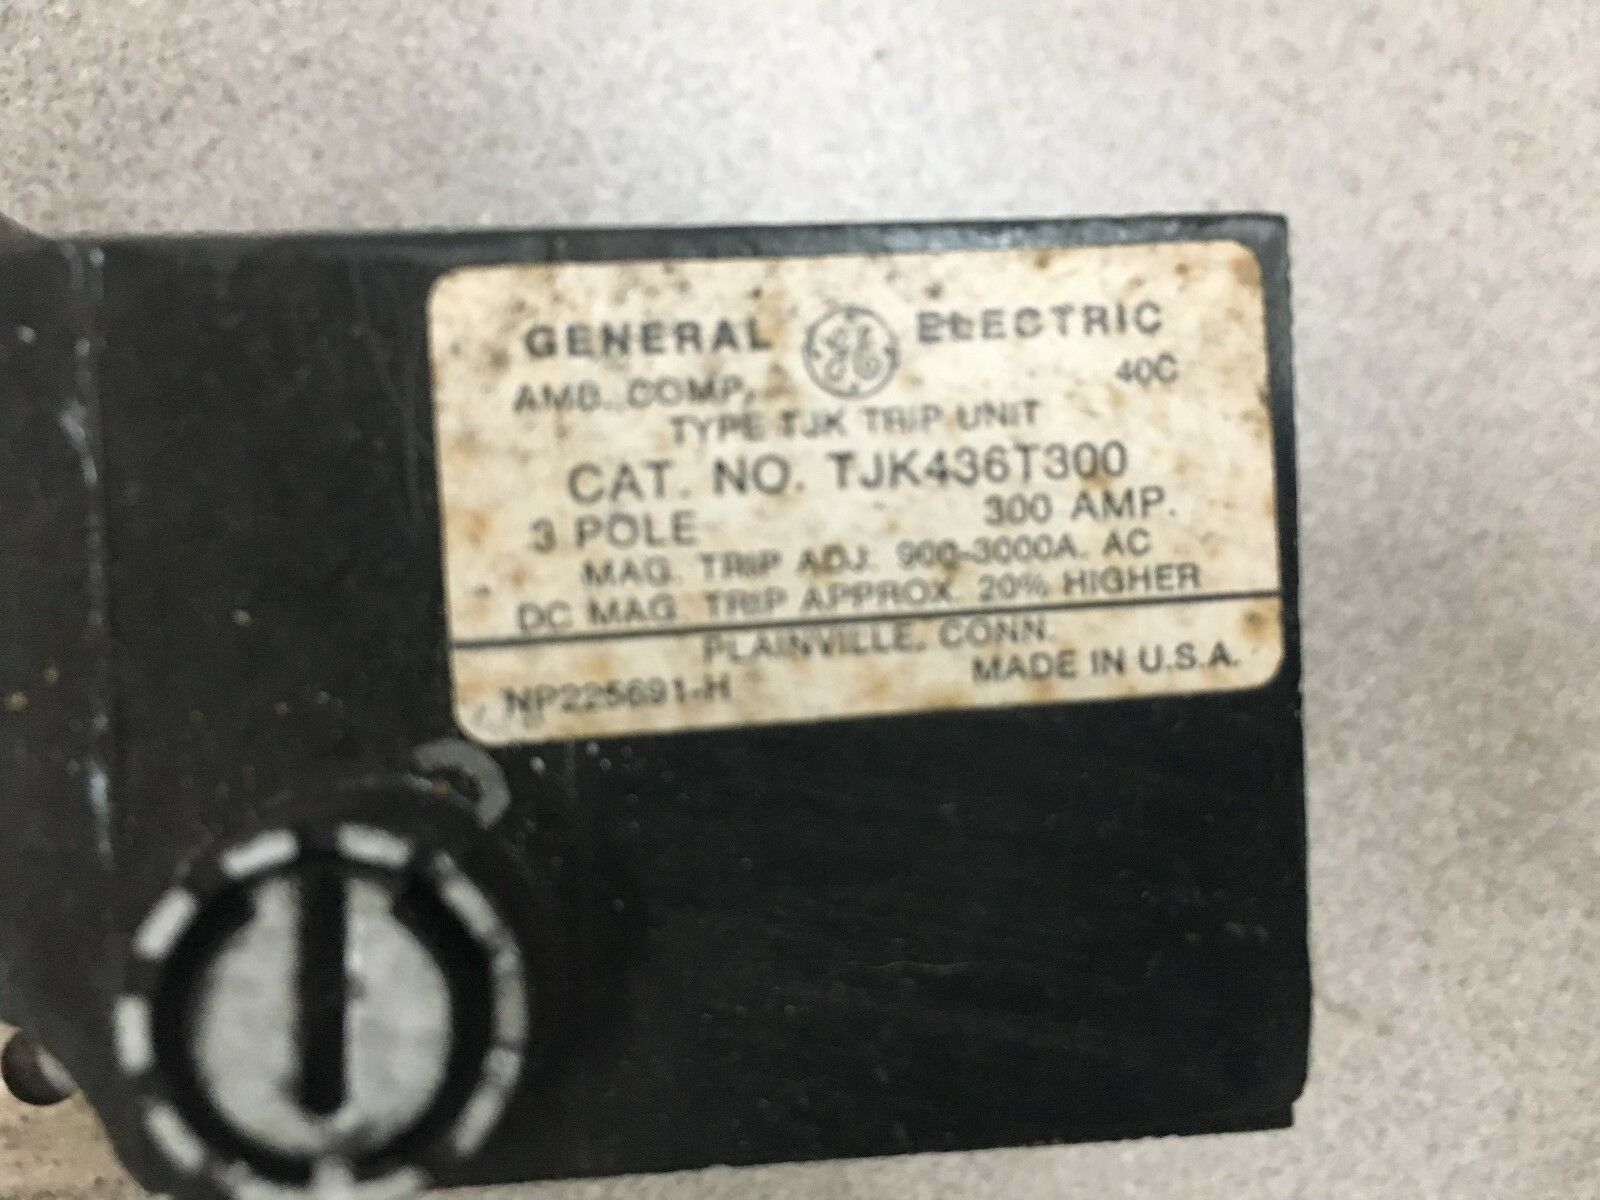 GENERAL GE ELECTRIC
AMB. COMP. 40C
TYPE TJK TRIP UNIT
CAT. NO. TJK436T300
3 POLE 300 AMP.
MAG. TRIP ADJ. 900-3000A. AC
DC MAG. TRIP APPROX. 20% HIGHER
PLAINVILLE, CONN.
NP225691-H MADE IN U.S.A.